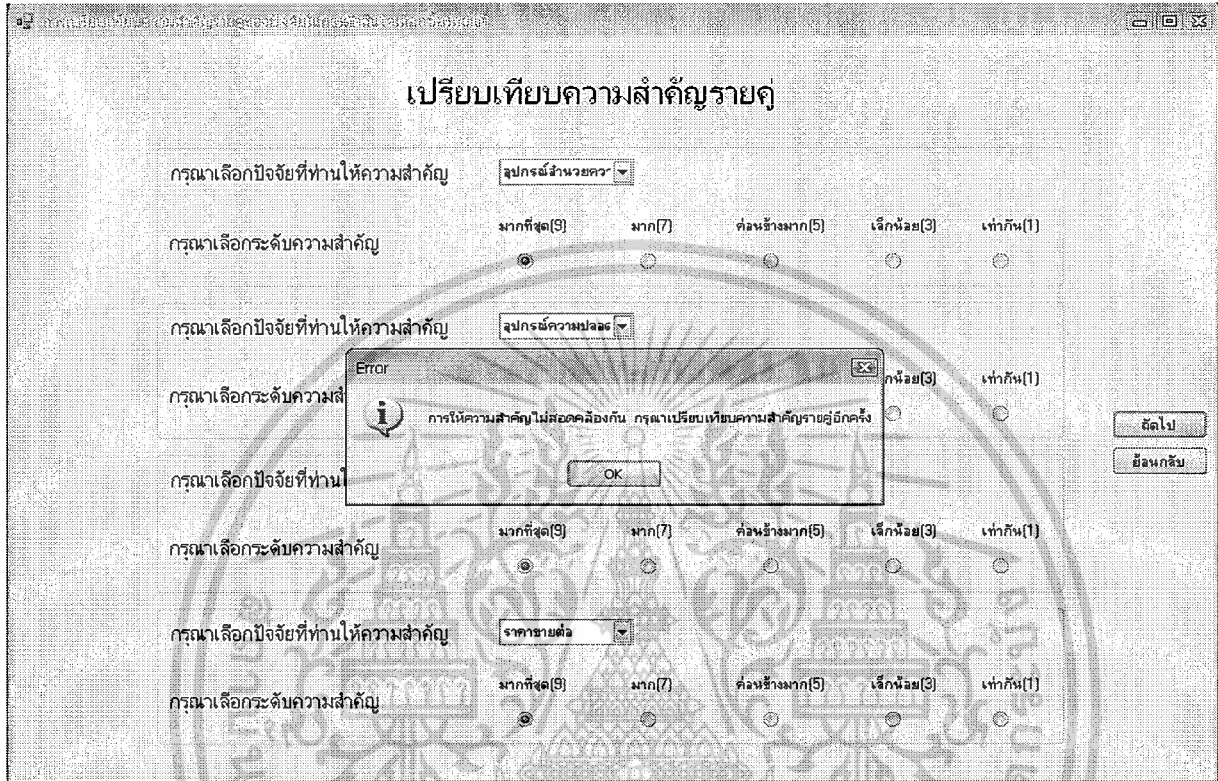 เปรียบเทียบความสำคัญรายคู่
กรุณาเลือกปัจจัยที่ท่านให้ความสำคัญ อุปกรณ์อำนวยควา
มากที่สุด(9) มาก(7) ค่อนข้างมาก(5) เล็กน้อย(3) เท่ากัน(1)
กรุณาเลือกระดับความสำคัญ
กรุณาเลือกปัจจัยที่ท่านให้ความสำคัญ อุปกรณ์ความปลอด
Error
กน้อย(3) เท่ากัน(1)
กรุณาเลือกระดับความสำ
การให้ความสำคัญไม่สอดคล้องกัน กรุณาเปรียบเทียบความสำคัญรายคู่อีกครั้ง
ถัดไป
ย้อนกลับ
OK
กรุณาเลือกปัจจัยที่ท่านใ
มากที่สุด(9) มาก(7) ค่อนข้างมาก(5) เล็กน้อย(3) เท่ากัน(1)
กรุณาเลือกระดับความสำคัญ
กรุณาเลือกปัจจัยที่ท่านให้ความสำคัญ ราคาขายต่อ
มากที่สุด(9) มาก(7) ค่อนข้างมาก(5) เล็กน้อย(3) เท่ากัน(1)
กรุณาเลือกระดับความสำคัญ